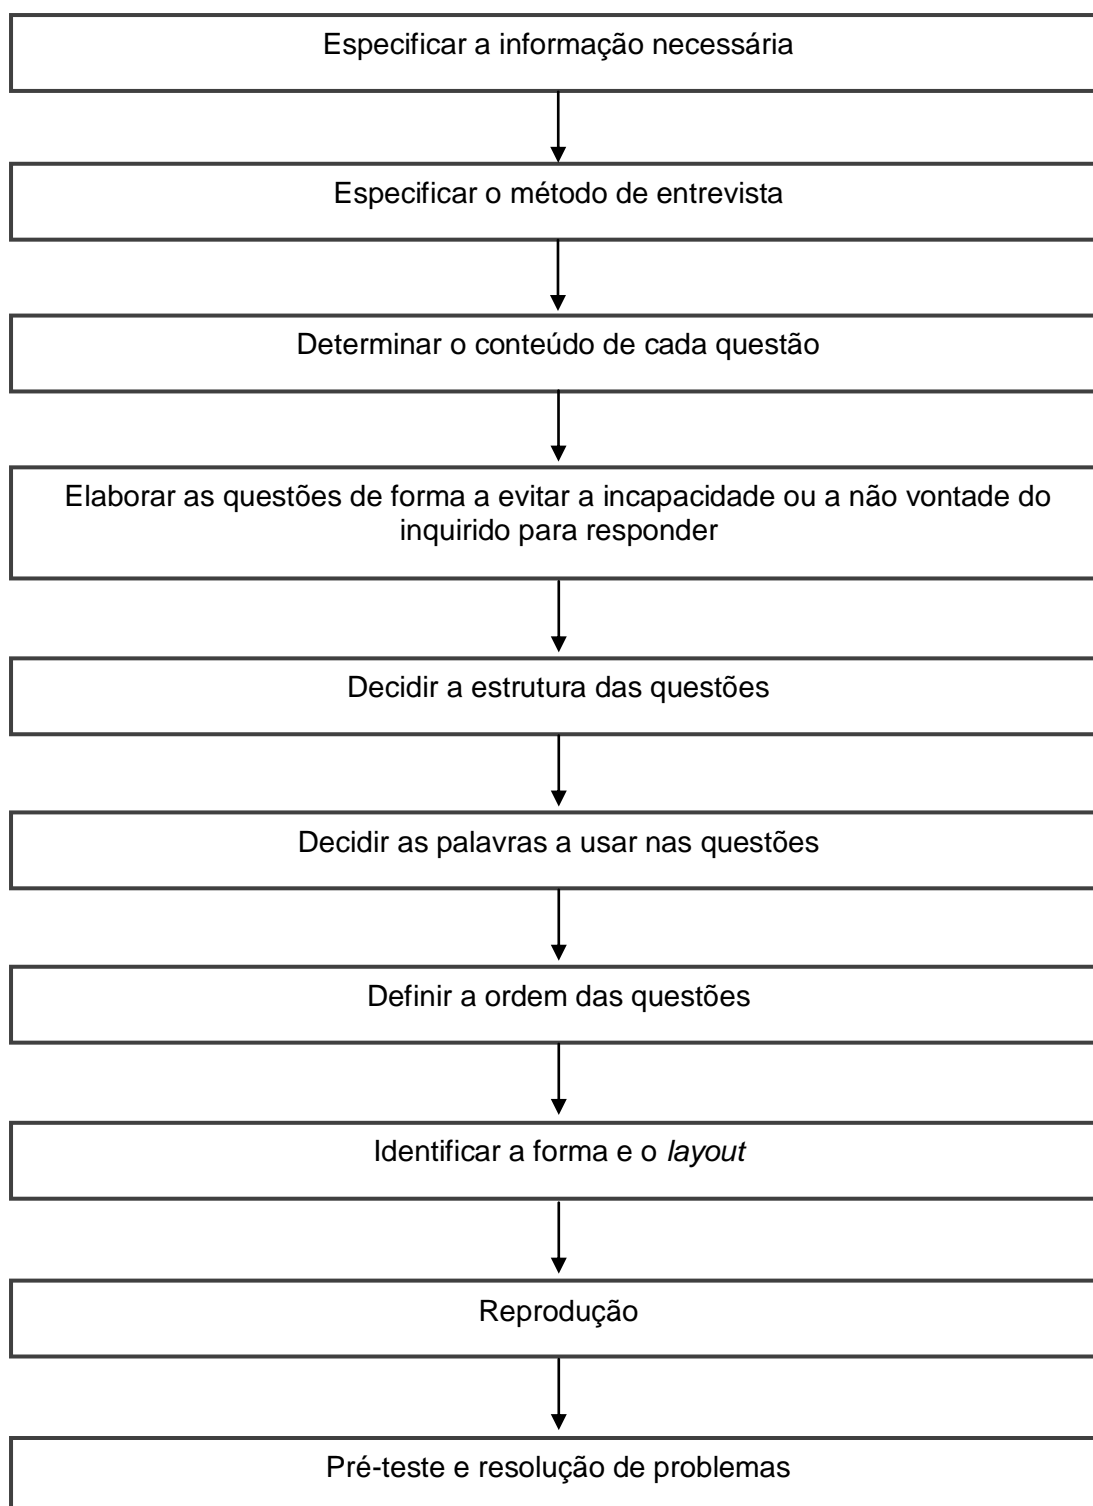 Especificar a informação necessária
Especificar o método de entrevista
Determinar o conteúdo de cada questão
Elaborar as questões de forma a evitar a incapacidade ou a não vontade do
inquirido para responder
Decidir a estrutura das questões
Decidir as palavras a usar nas questões
Definir a ordem das questões
Identificar a forma e o layout
Reprodução
Pré-teste e resolução de problemas